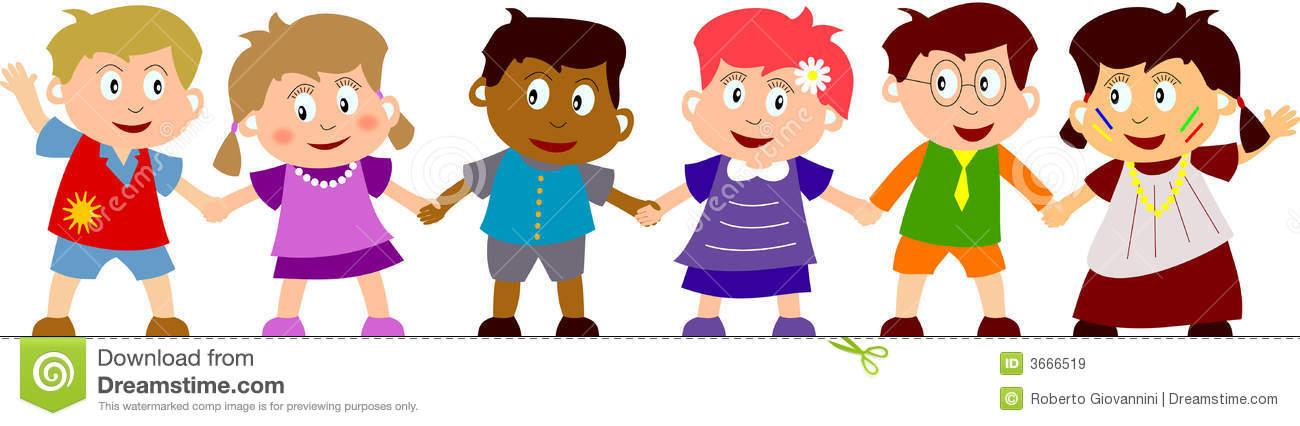 Download from
Dreamstime.com
This watermarked comp image is for previewing purposes only.
ID 3666519
© Roberto Giovannini | Dreamstime.com